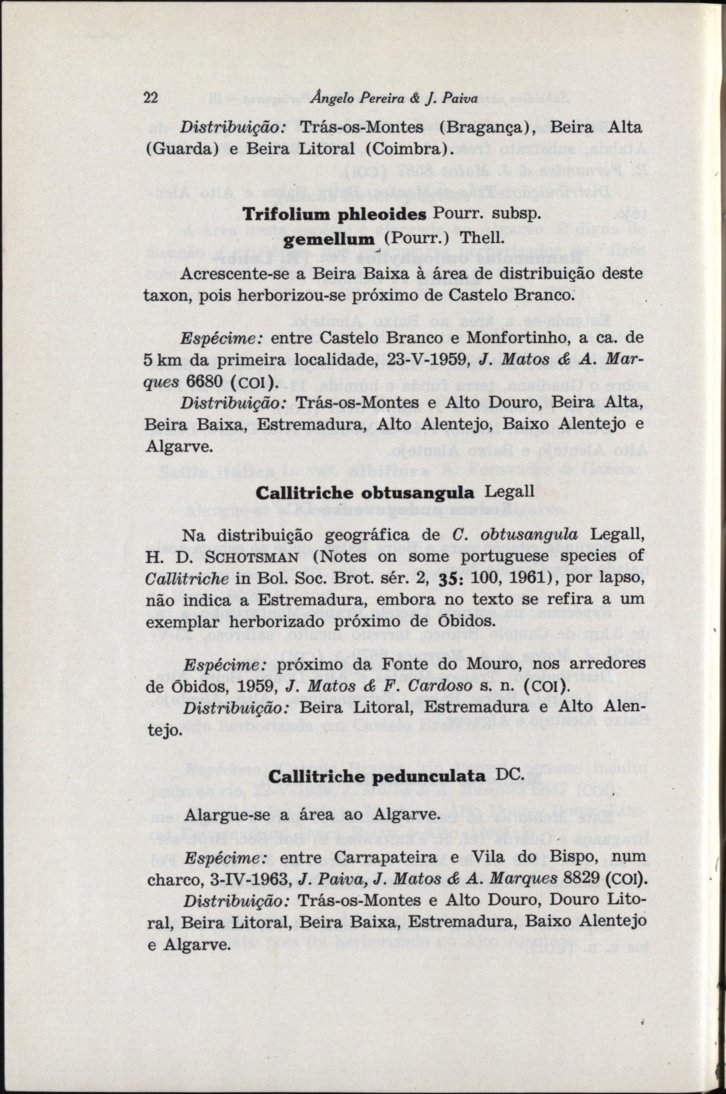 22 Ângelo Pereira & J. Paiva
Distribuição: Trás-os-Montes (Bragança), Beira Alta
(Guarda) e Beira Litoral (Coimbra).
Trifolium phleoides Pourr. subsp.
gemellum (Pourr.) Thell.
Acrescente-se a Beira Baixa à área de distribuição deste
taxon, pois herborizou-se próximo de Castelo Branco.
Espécime: entre Castelo Branco e Monfortinho, a ca. de
5 km da primeira localidade, 23-V-1959, J. Matos & A. Mar-
ques 6680 (COI).
Distribuição: Trás-os-Montes e Alto Douro, Beira Alta,
Beira Baixa, Estremadura, Alto Alentejo, Baixo Alentejo e
Algarve.
Callitriche obtusangula Legall
Na distribuição geográfica de C. obtusangula Legall,
H. D. SCHOTSMAN (Notes on some portuguese species of
Callitriche in Bol. Soc. Brot. sér. 2, 35: 100, 1961), por lapso,
não indica a Estremadura, embora no texto se refira a um
exemplar herborizado próximo de Óbidos.
Espécime: próximo da Fonte do Mouro, nos arredores
de Óbidos, 1959, J. Matos & F. Cardoso s. n. (COI).
Distribuição: Beira Litoral, Estremadura e Alto Alen-
tejo.
Callitriche pedunculata DC.
Alargue-se a área ao Algarve.
Espécime: entre Carrapateira e Vila do Bispo, num
charco, 3-IV-1963, J. Paiva, J. Matos & A. Marques 8829 (COI).
Distribuição: Trás-os-Montes e Alto Douro, Douro Lito-
ral, Beira Litoral, Beira Baixa, Estremadura, Baixo Alentejo
e Algarve.